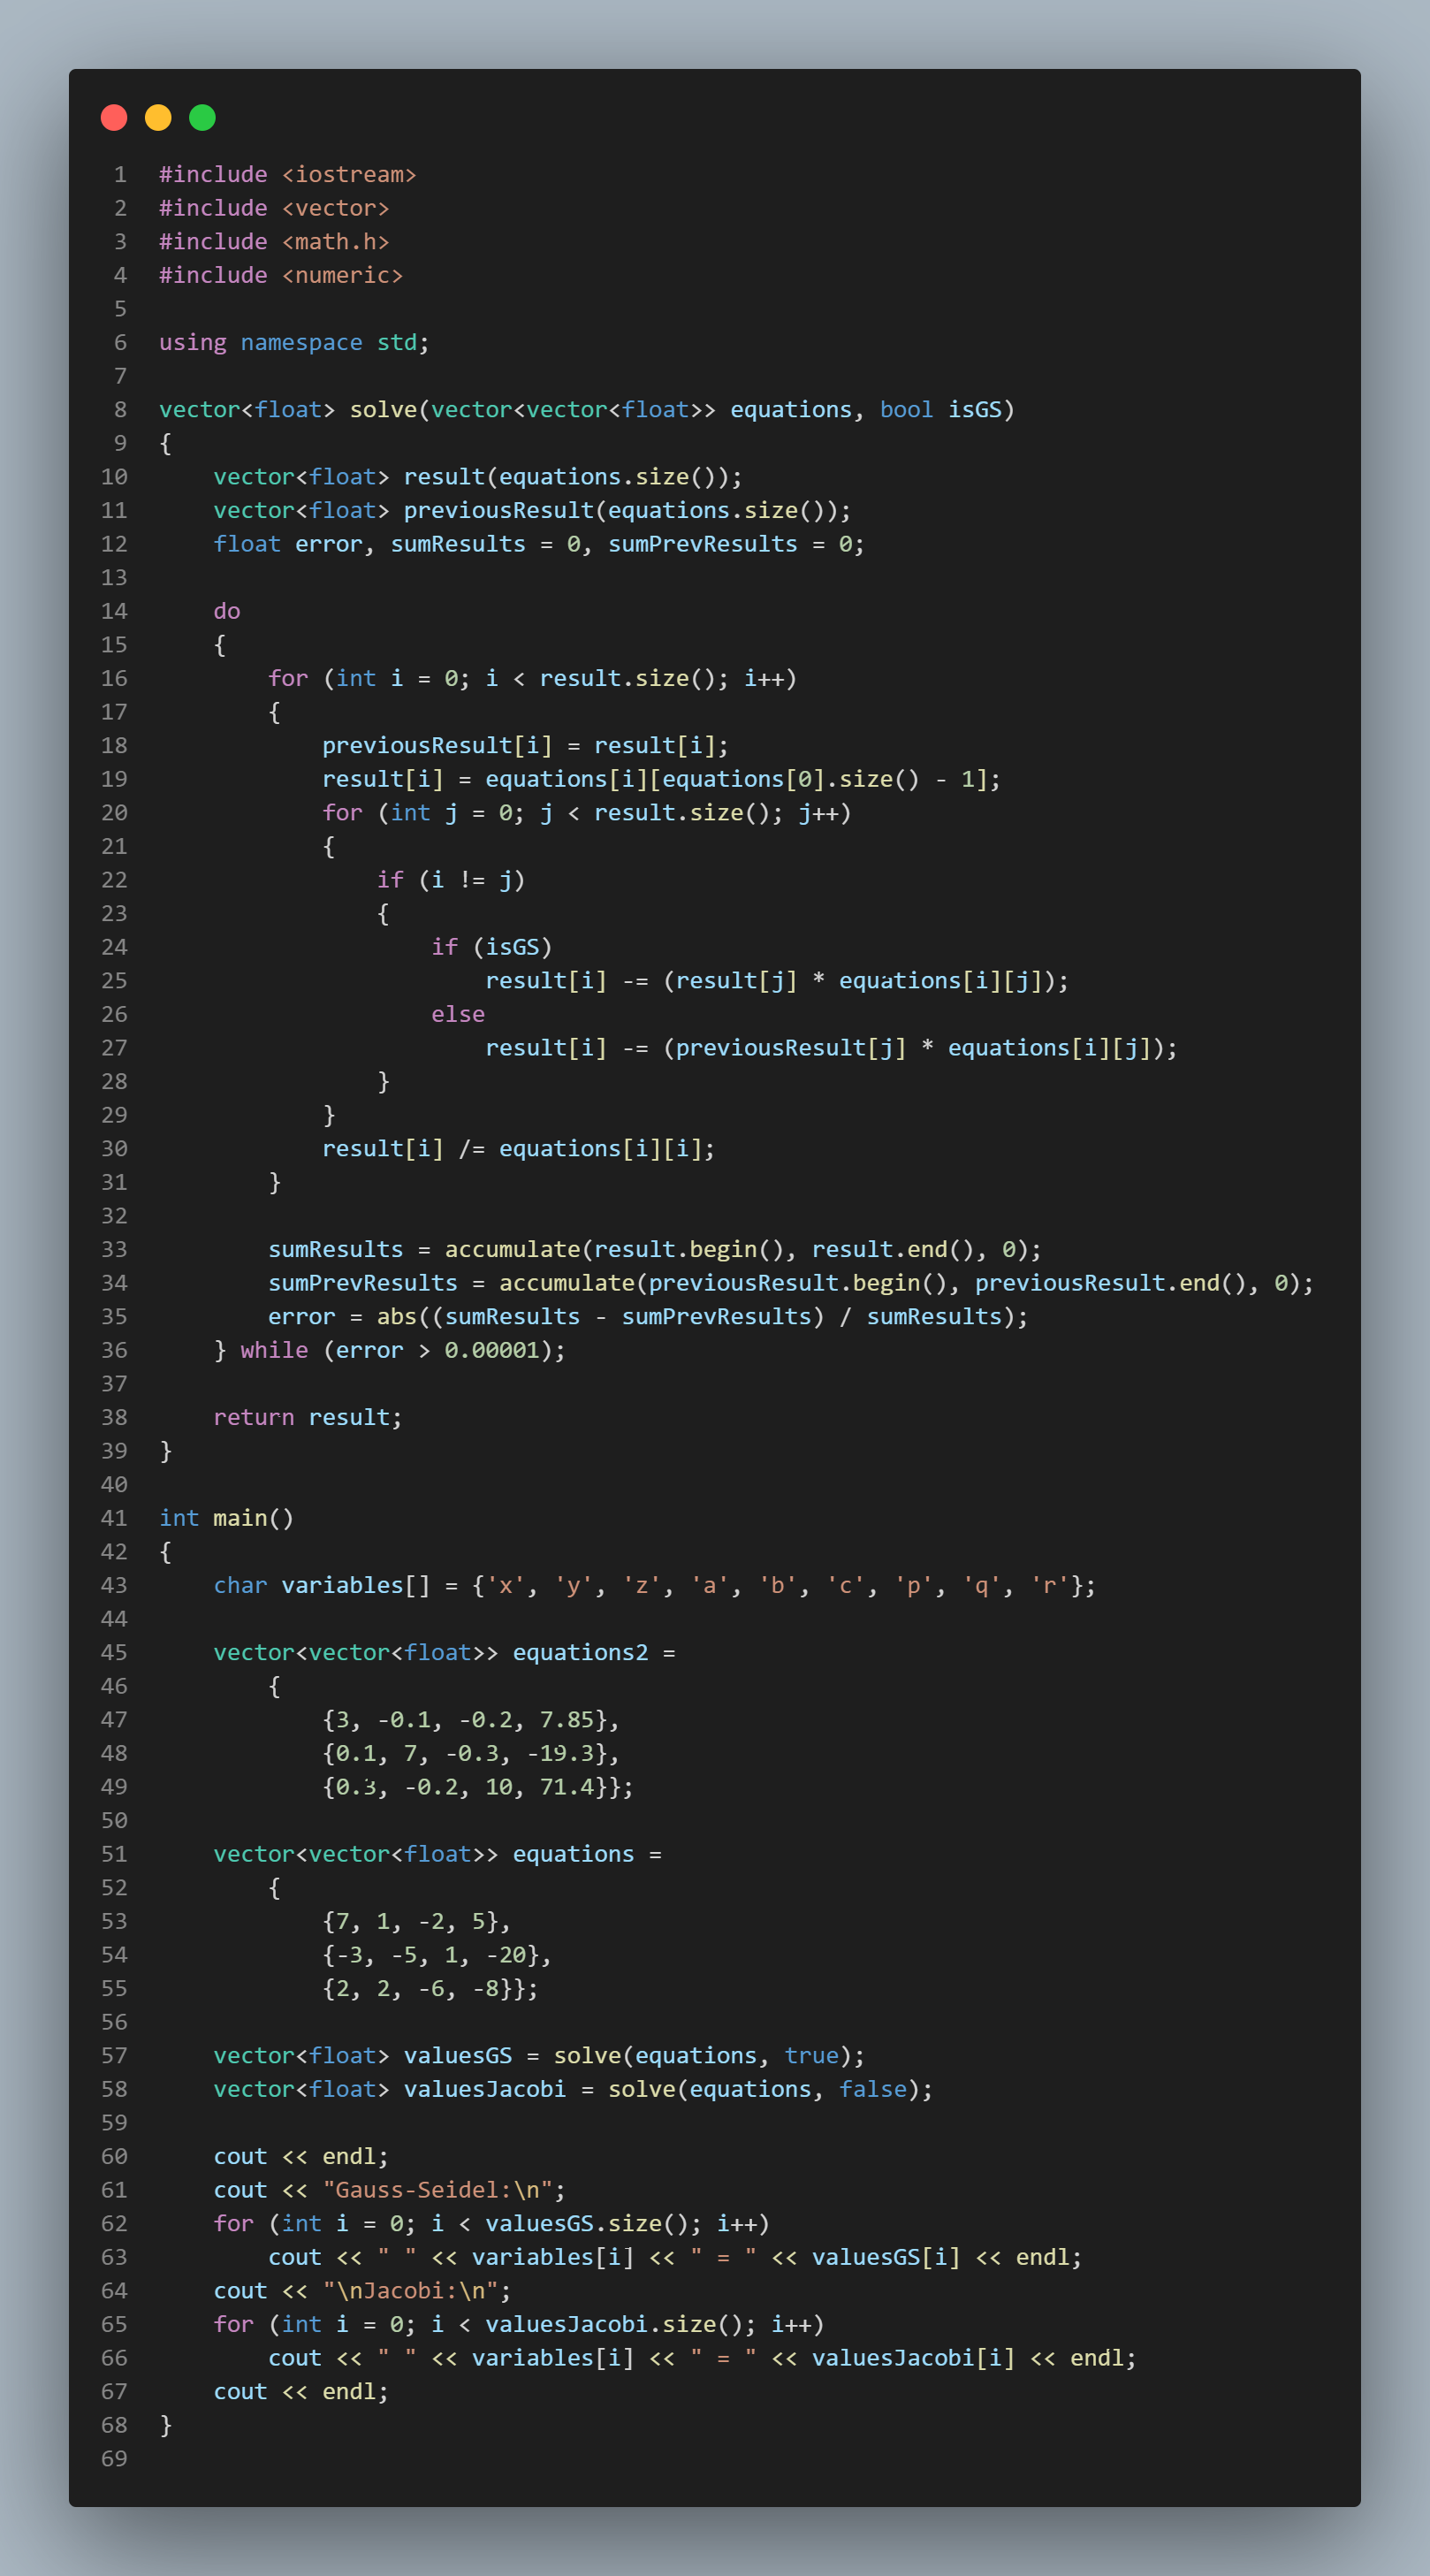 1 #include <iostream>
2 #include <vector>
3 #include <math.h>
4 #include <numeric>
5
6 using namespace std;
7
8 vector<float> solve(vector<vector<float>> equations, bool isGS)
9 {
10     vector<float> result(equations.size());
11     vector<float> previousResult(equations.size());
12     float error, sumResults = 0, sumPrevResults = 0;
13
14     do
15     {
16         for (int i = 0; i < result.size(); i++)
17         {
18             previousResult[i] = result[i];
19             result[i] = equations[i][equations[0].size() - 1];
20             for (int j = 0; j < result.size(); j++)
21             {
22                 if (i != j)
23                 {
24                     if (isGS)
25                         result[i] -= (result[j] * equations[i][j]);
26                     else
27                         result[i] -= (previousResult[j] * equations[i][j]);
28                 }
29             }
30             result[i] /= equations[i][i];
31         }
32
33         sumResults = accumulate(result.begin(), result.end(), 0);
34         sumPrevResults = accumulate(previousResult.begin(), previousResult.end(), 0);
35         error = abs((sumResults - sumPrevResults) / sumResults);
36     } while (error > 0.00001);
37
38     return result;
39 }
40
41 int main()
42 {
43     char variables[] = {'x', 'y', 'z', 'a', 'b', 'c', 'p', 'q', 'r'};
44
45     vector<vector<float>> equations2 =
46         {
47             {3, -0.1, -0.2, 7.85},
48             {0.1, 7, -0.3, -19.3},
49             {0.3, -0.2, 10, 71.4}};
50
51     vector<vector<float>> equations =
52         {
53             {7, 1, -2, 5},
54             {-3, -5, 1, -20},
55             {2, 2, -6, -8}};
56
57     vector<float> valuesGS = solve(equations, true);
58     vector<float> valuesJacobi = solve(equations, false);
59
60     cout << endl;
61     cout << "Gauss-Seidel:\n";
62     for (int i = 0; i < valuesGS.size(); i++)
63         cout << " " << variables[i] << " = " << valuesGS[i] << endl;
64     cout << "\nJacobi:\n";
65     for (int i = 0; i < valuesJacobi.size(); i++)
66         cout << " " << variables[i] << " = " << valuesJacobi[i] << endl;
67     cout << endl;
68 }
69